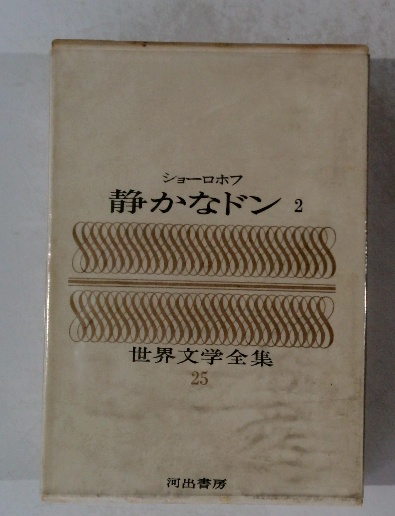 ショーロホフ
静かなドン 2
世界文学全集
25
河出書房